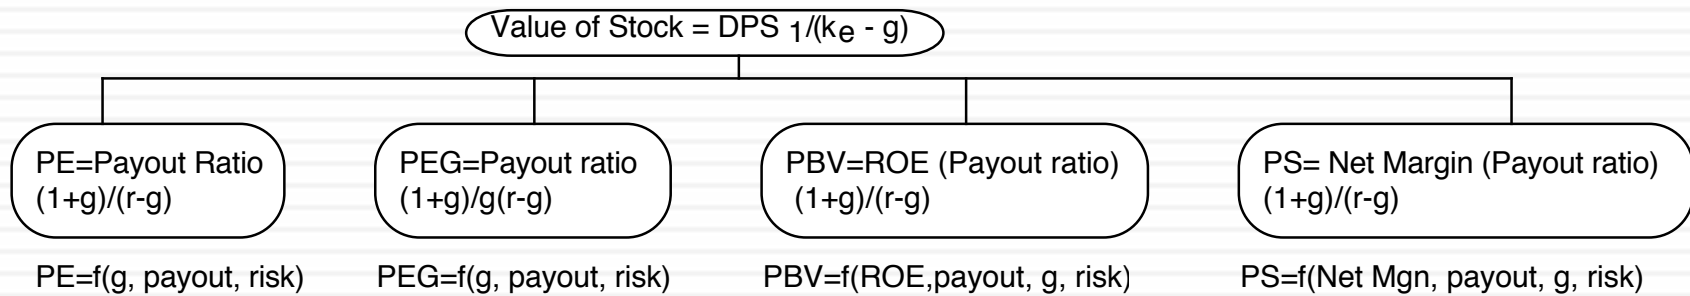 Value of Stock = DPS 1/(ke - g)
PE=Payout Ratio
(1+g)/(r-g)
PEG=Payout ratio
(1+g)/g(r-g)
PBV=ROE (Payout ratio)
(1+g)/(r-g)
PS= Net Margin (Payout ratio)
(1+g)/(r-g)
PE=f(g, payout, risk)
PEG=f(g, payout, risk)
PBV=f(ROE,payout, g, risk)
PS=f(Net Mgn, payout, g, risk)